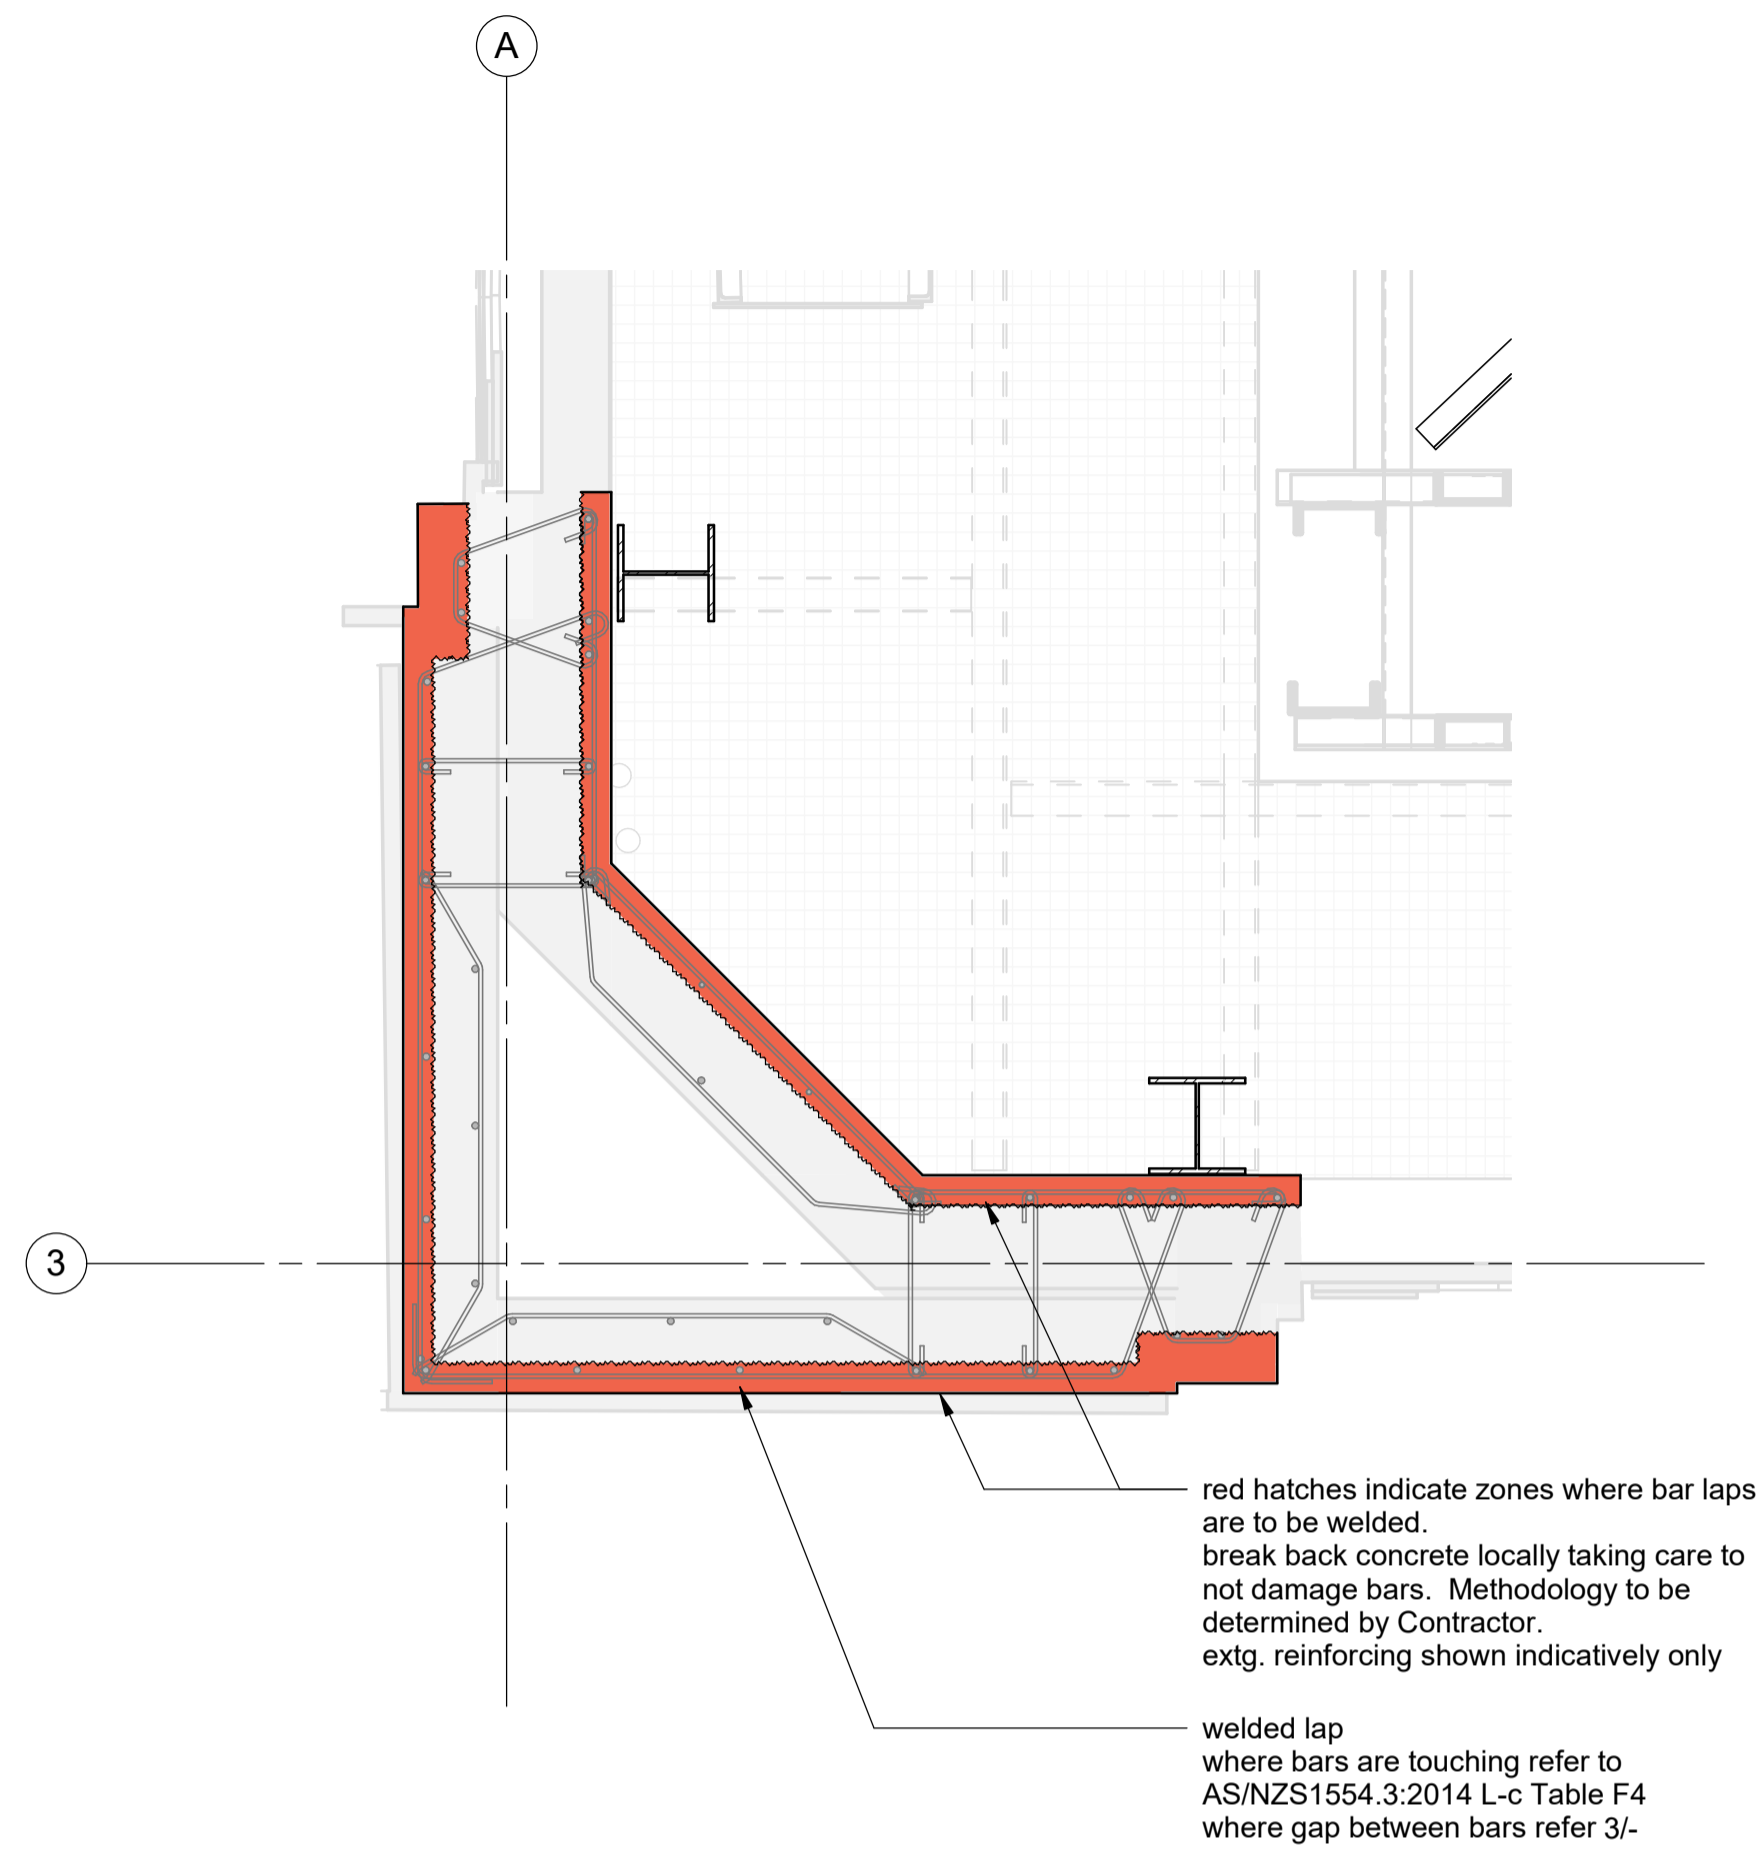 A
3
red hatches indicate zones where bar laps
are to be welded.
break back concrete locally taking care to
not damage bars.  Methodology to be
determined by Contractor.
extg. reinforcing shown indicatively only
welded lap
where bars are touching refer to
AS/NZS1554.3:2014 L-c Table F4
where gap between bars refer 3/-